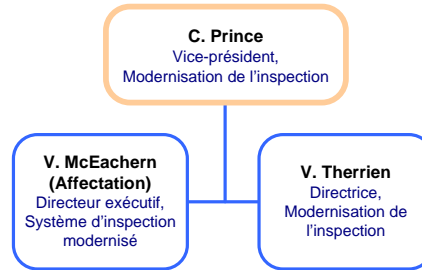 C. Prince
Vice-président,
Modernisation de l'inspection
V. McEachern
(Affectation)
Directeur exécutif,
Système d'inspection
modernisé
V. Therrien
Directrice,
Modernisation de
l'inspection